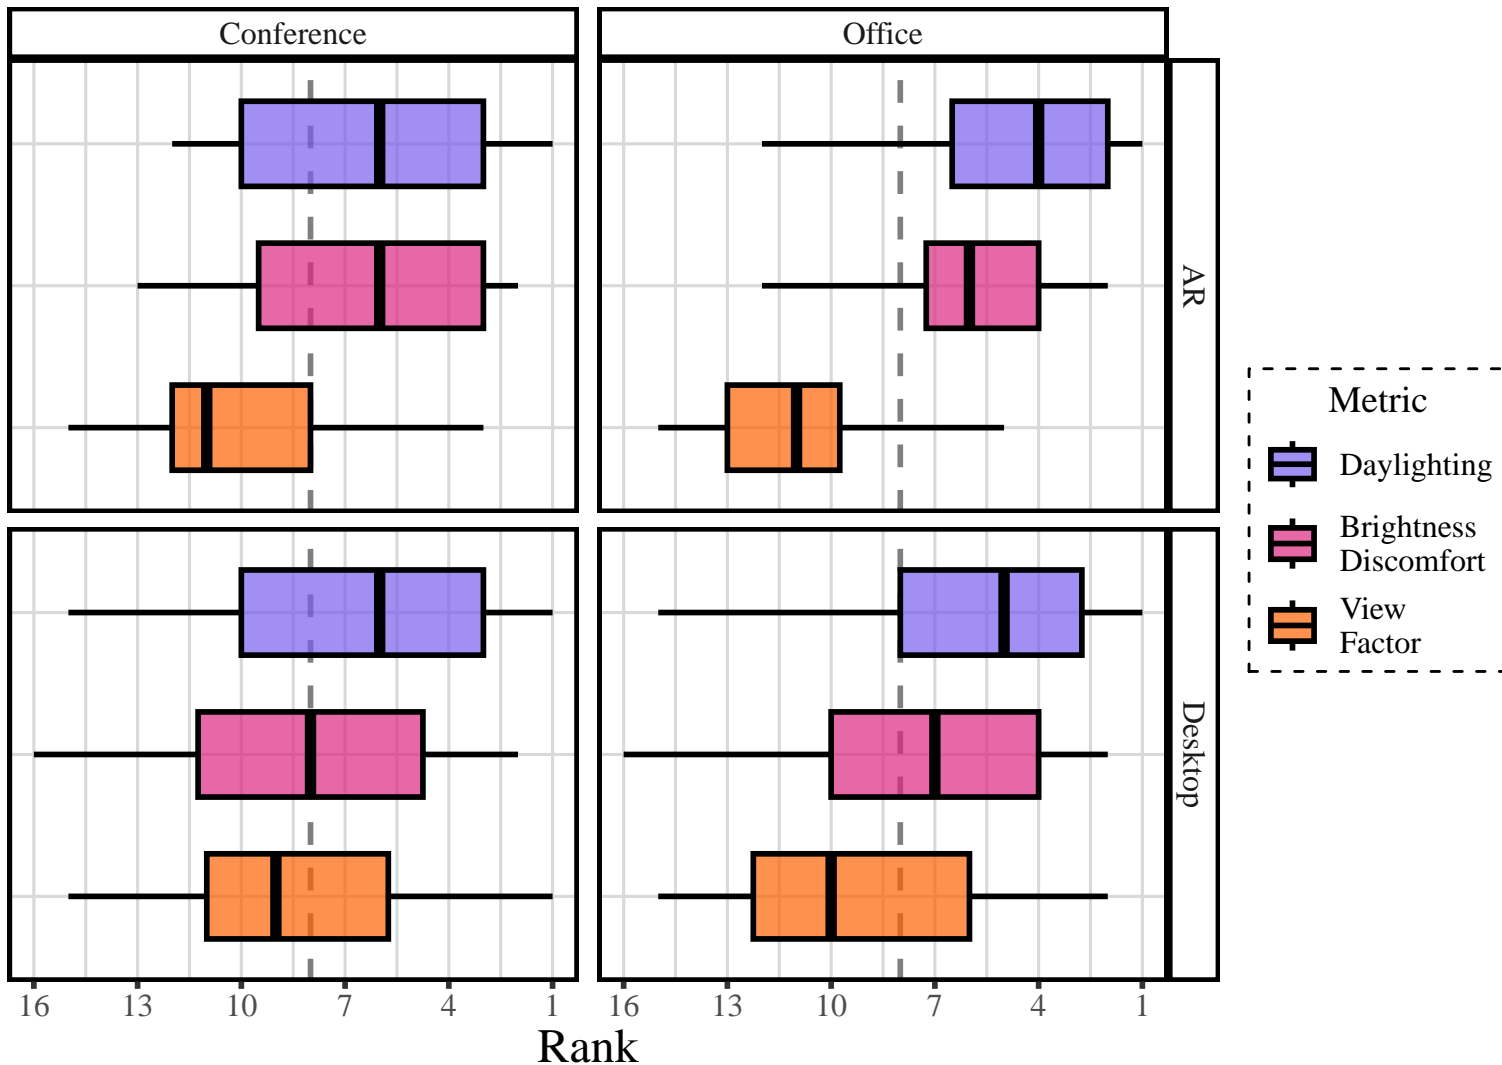 Conference
Office
AR
Desktop
Metric
Daylighting
Brightness
Discomfort
View
Factor
16 13 10 7 4 1
16 13 10 7 4 1
Rank